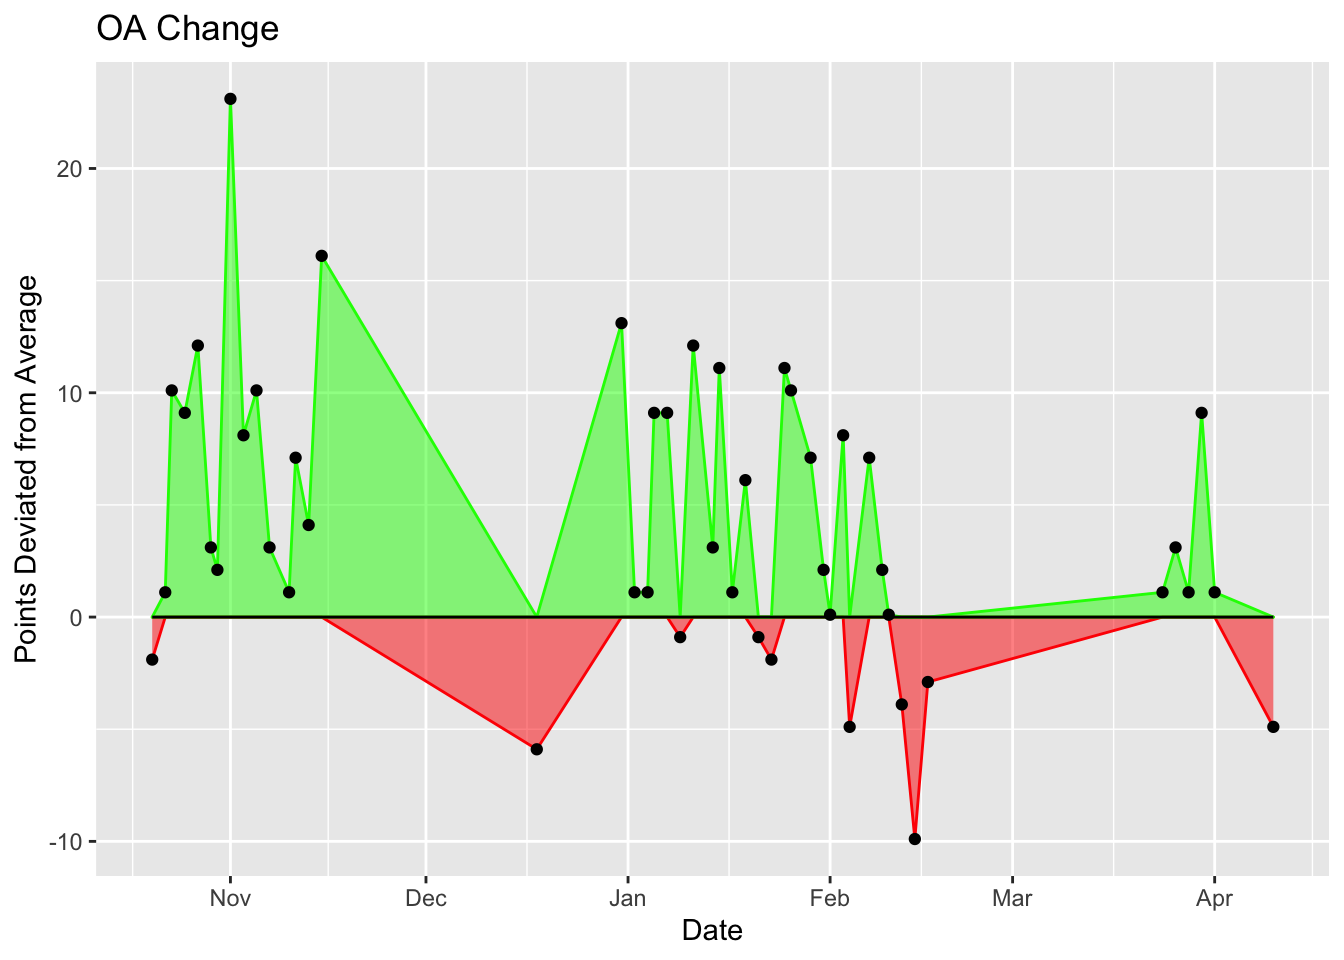 OA Change
Points Deviated from Average
20
10
0
-10
Nov Dec Jan Feb Mar Apr
Date